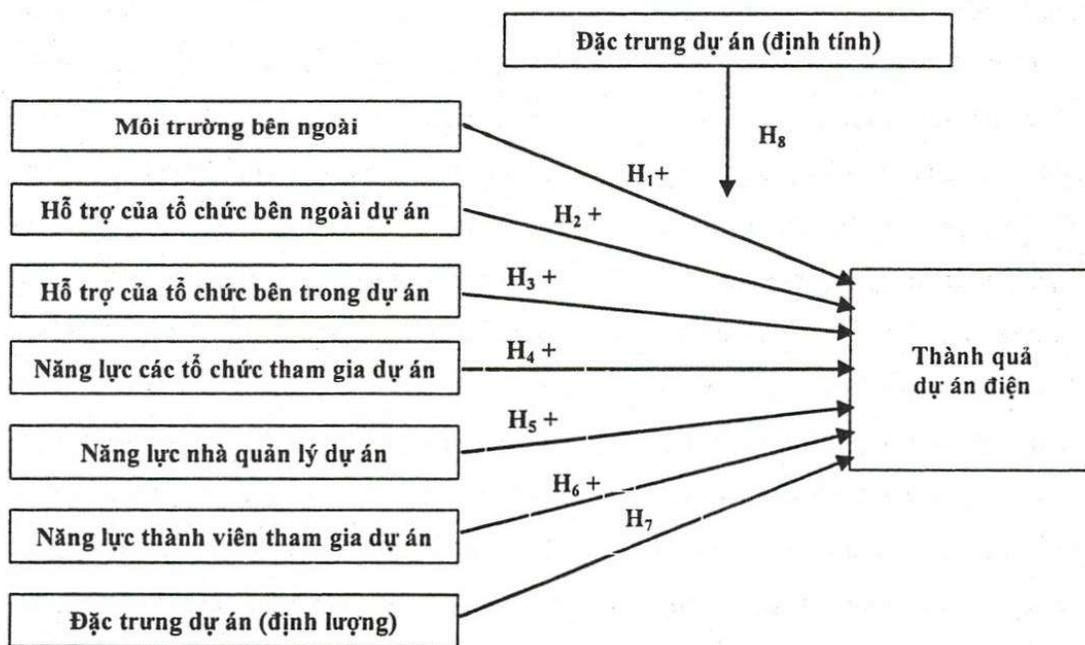 Đặc trưng dự án (định tính)
H₈
Môi trường bên ngoài
H₁+
Hỗ trợ của tổ chức bên ngoài dự án
H₂ +
Hỗ trợ của tổ chức bên trong dự án
H₃ +
Năng lực các tổ chức tham gia dự án
H₄ +
Thành quả
dự án điện
Năng lực nhà quản lý dự án
H₅ +
Năng lực thành viên tham gia dự án
H₆ +
Đặc trưng dự án (định lượng)
H₇